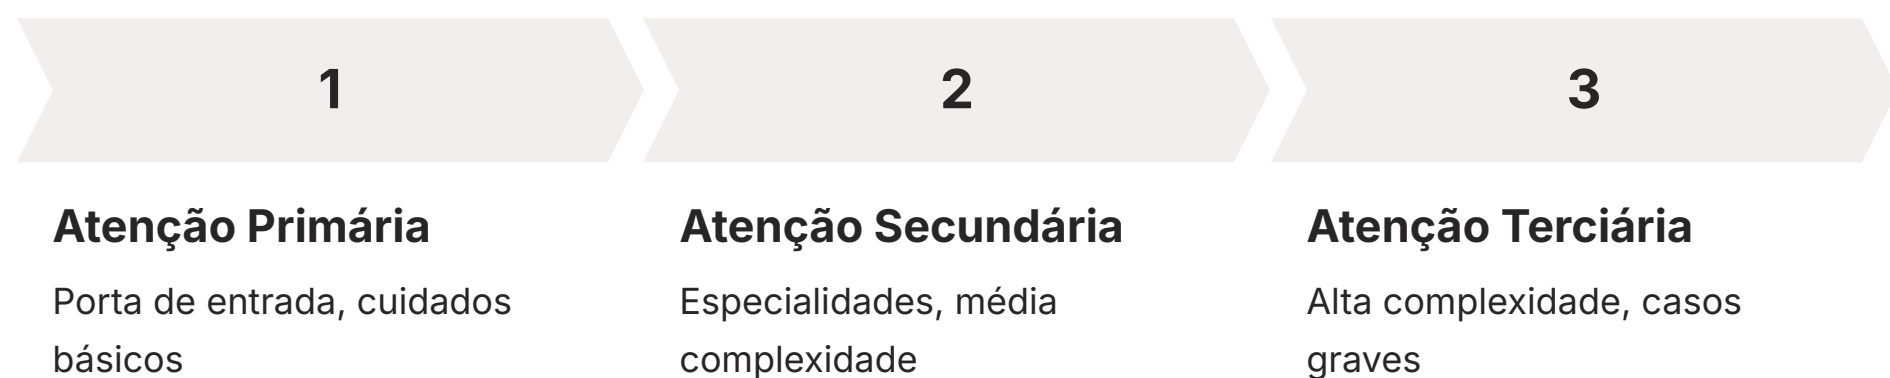 1
2
3
Atenção Primária
Porta de entrada, cuidados
básicos
Atenção Secundária
Especialidades, média
complexidade
Atenção Terciária
Alta complexidade, casos
graves